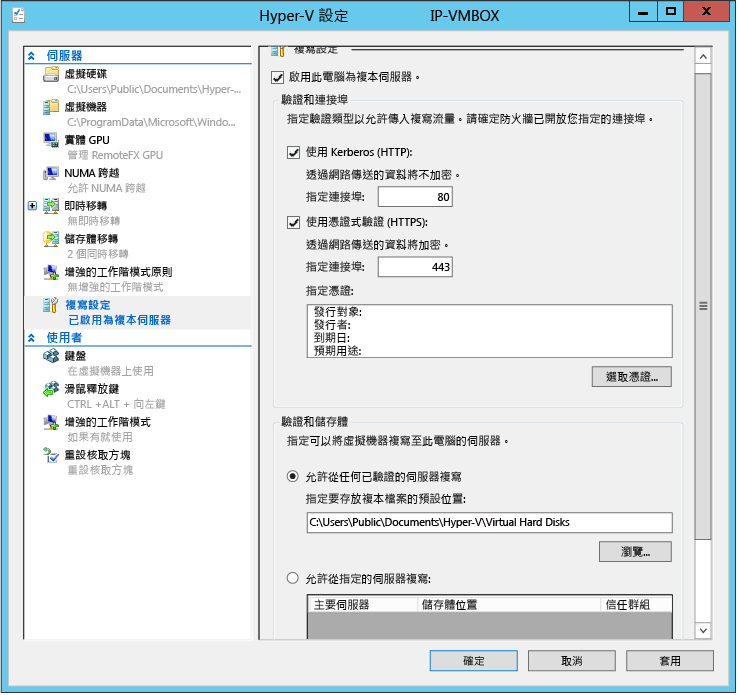 Hyper-V 設定 IP-VMBOX
伺服器
虛擬硬碟
C:\Users\Public\Documents\Hyper-...
虛擬機器
C:\ProgramData\Microsoft\Windo...
實體 GPU
管理 RemoteFX GPU
NUMA 跨越
允許 NUMA 跨越
即時移轉
無即時移轉
儲存體移轉
2 個同時移轉
增強的工作階模式原則
無增強的工作階模式
複寫設定
已啟用為複本伺服器
使用者
鍵盤
在虛擬機器上使用
滑鼠釋放鍵
CTRL +ALT + 向左鍵
增強的工作階模式
如果有就使用
重設核取方塊
重設核取方塊
複寫設定
啟用此電腦為複本伺服器。
驗證和連接埠
指定驗證類型以允許傳入複寫流量。請確定防火牆已開放您指定的連接埠。
使用 Kerberos (HTTP):
透過網路傳送的資料將不加密。
指定連接埠: 80
使用憑證式驗證 (HTTPS):
透過網路傳送的資料將加密。
指定連接埠: 443
指定憑證:
發行對象:
發行者:
到期日:
預期用途:
選取憑證...
驗證和儲存體
指定可以將虛擬機器複寫至此電腦的伺服器。
允許從任何已驗證的伺服器複寫
指定要存放複本檔案的預設位置:
C:\Users\Public\Documents\Hyper-V\Virtual Hard Disks
瀏覽...
允許從指定的伺服器複寫:
主要伺服器 儲存體位置 信任群組
確定 取消 套用